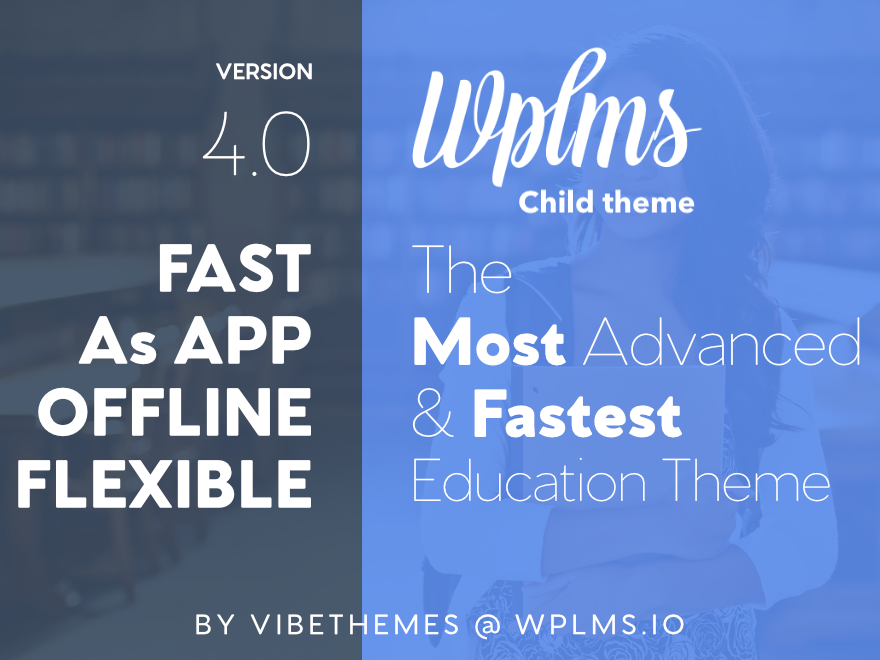 VERSION
4.0
FAST
As APP
OFFLINE
FLEXIBLE
Wplms
Child theme
The
Most Advanced
& Fastest
Education Theme
BY VIBETHEMES @ WPLMS.IO